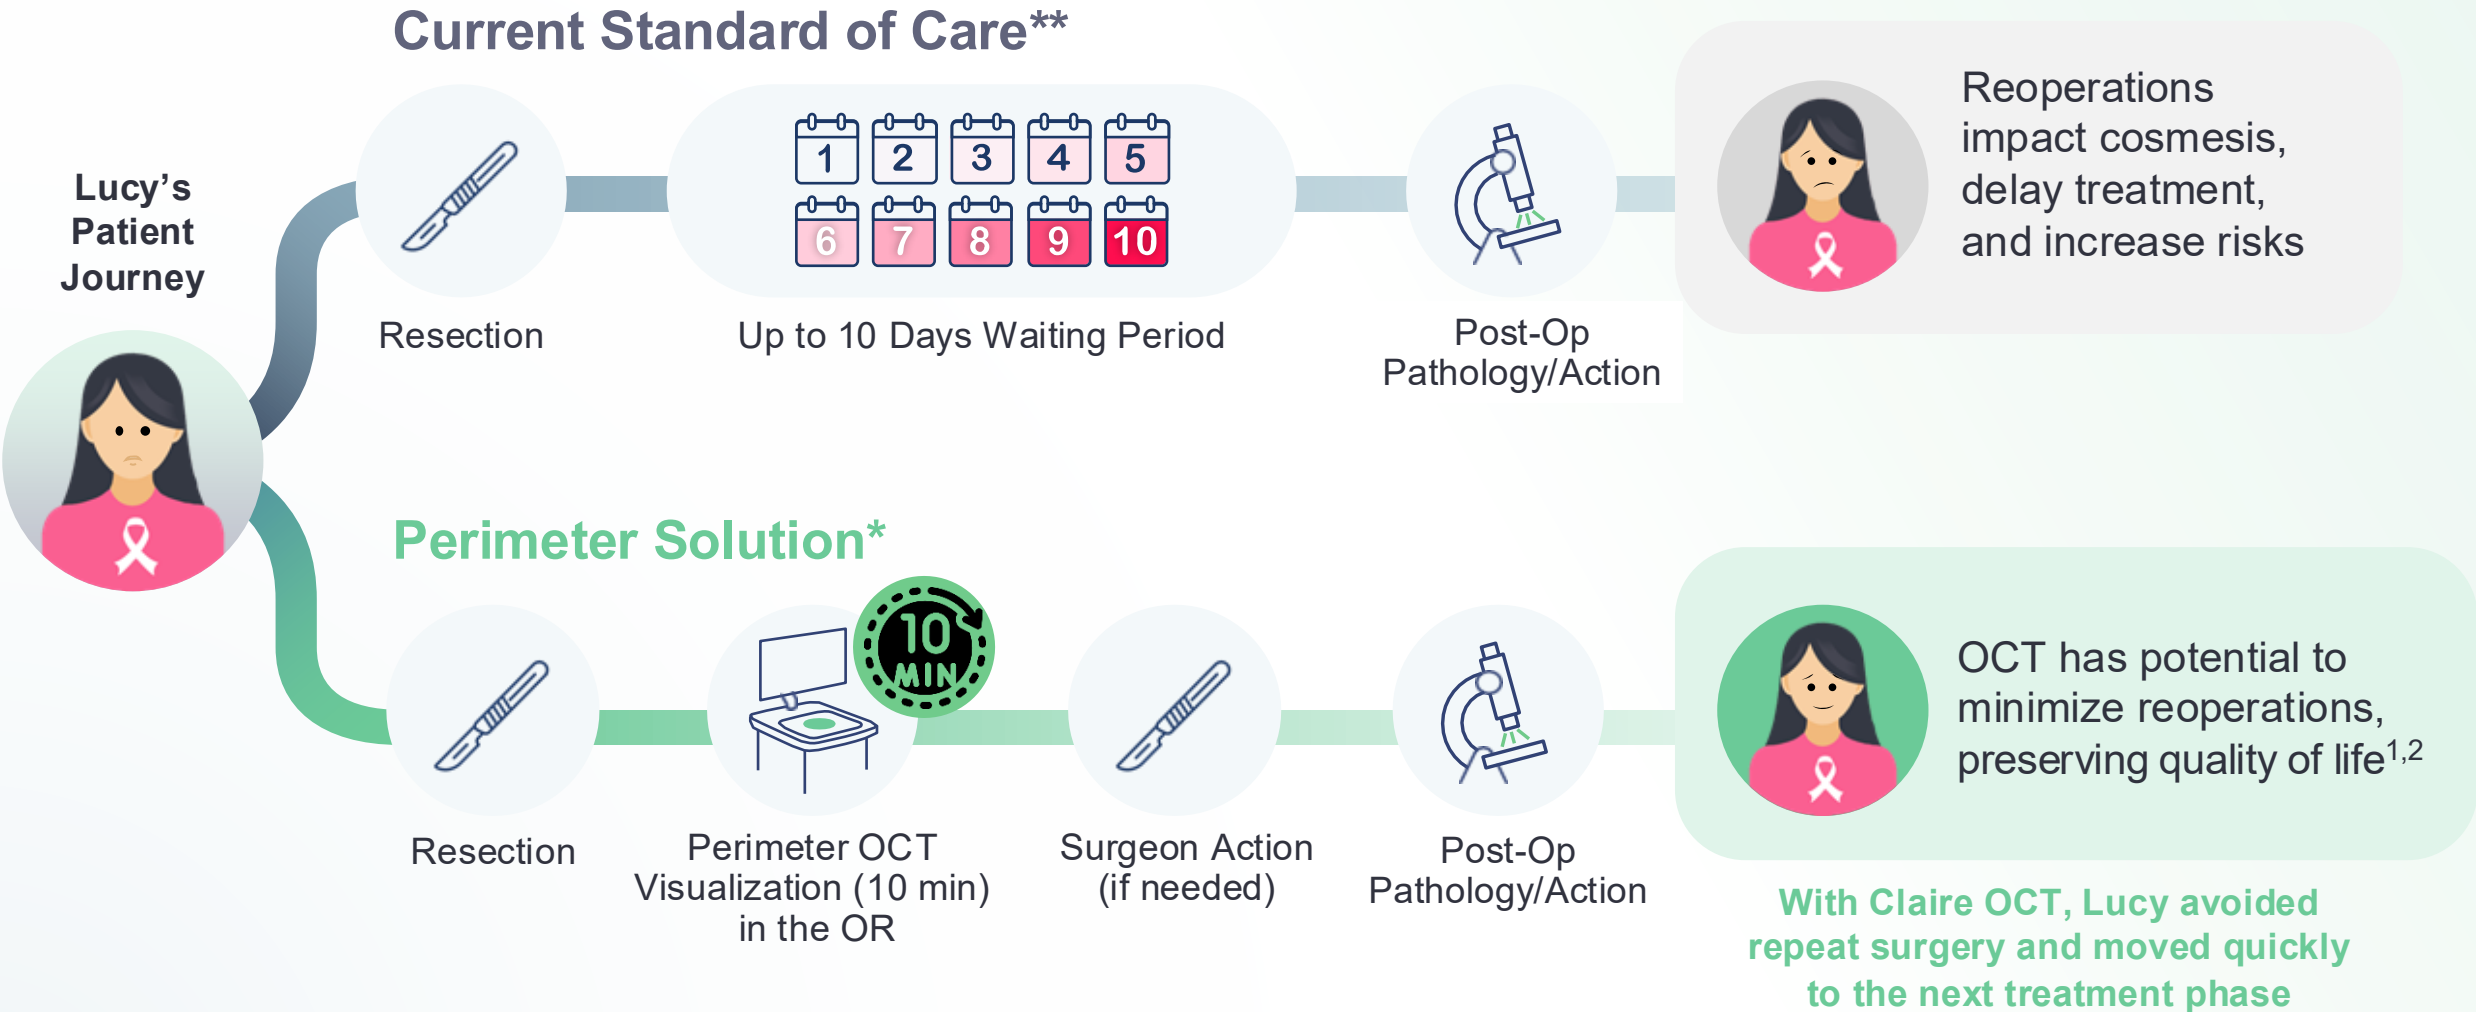 Current Standard of Care**
Lucy’s
Patient
Journey
1 2 3 4 5
6 7 8 9 10
Resection
Up to 10 Days Waiting Period
Post-Op
Pathology/Action
Reoperations
impact cosmesis,
delay treatment,
and increase risks
Perimeter Solution*
10
MIN
Resection
Perimeter OCT
Visualization (10 min)
in the OR
Surgeon Action
(if needed)
Post-Op
Pathology/Action
OCT has potential to
minimize reoperations,
preserving quality of life1,2
With Claire OCT, Lucy avoided
repeat surgery and moved quickly
to the next treatment phase